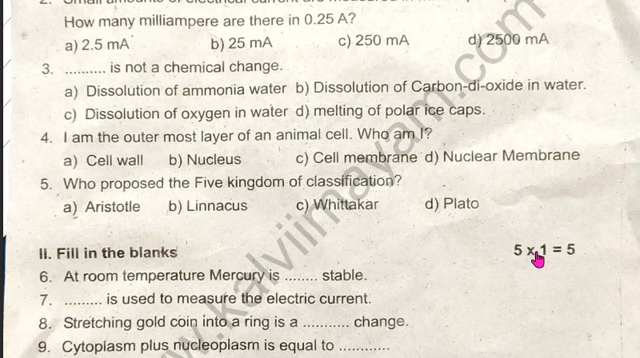 How many milliampere are there in 0.25 A?
a) 2.5 mA b) 25 mA c) 250 mA d) 2500 mA
3. .......... is not a chemical change.
a) Dissolution of ammonia water b) Dissolution of Carbon-di-oxide in water.
c) Dissolution of oxygen in water d) melting of polar ice caps.
4. I am the outer most layer of an animal cell. Who am I?
a) Cell wall b) Nucleus c) Cell membrane d) Nuclear Membrane
5. Who proposed the Five kingdom of classification?
a) Aristotle b) Linnacus c) Whittakar d) Plato
II. Fill in the blanks 5 x 1 = 5
6. At room temperature Mercury is ........ stable.
7. ......... is used to measure the electric current.
8. Stretching gold coin into a ring is a ........... change.
9. Cytoplasm plus nucleoplasm is equal to ............